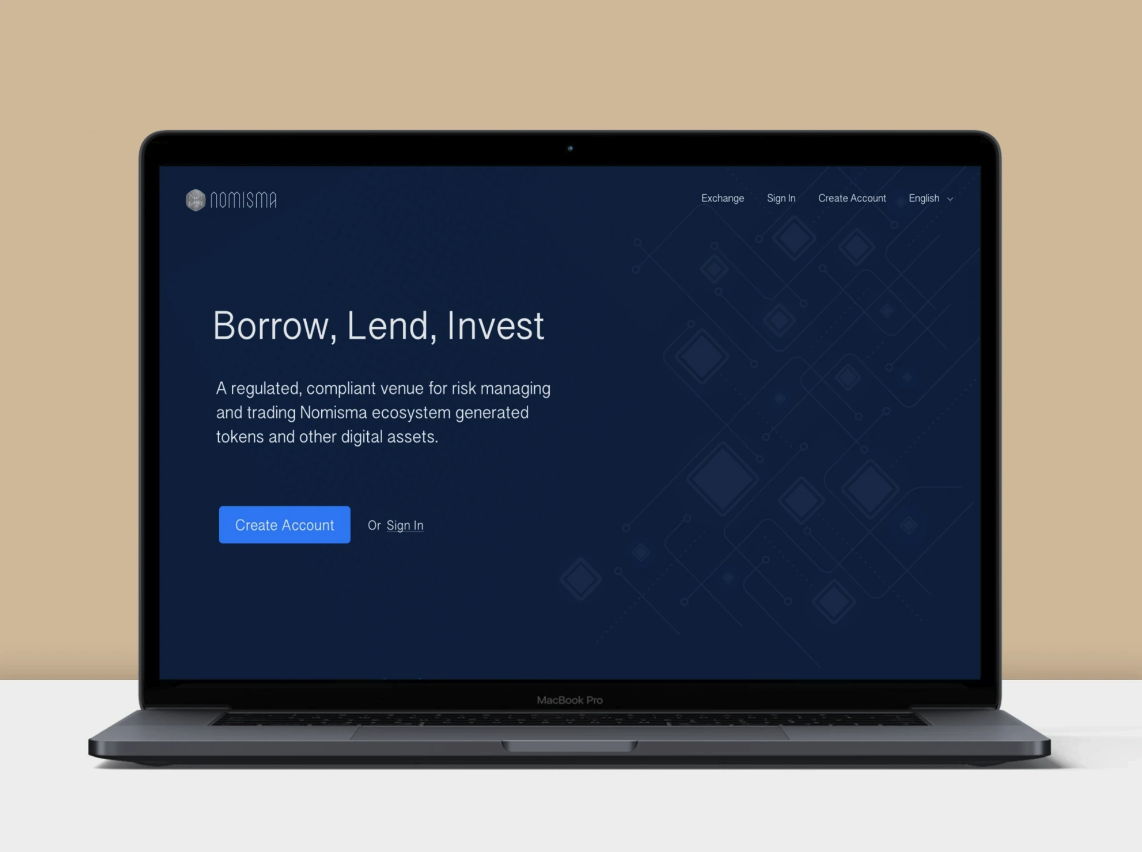 NOMISMA
Exchange
Sign In
Create Account
English
Borrow, Lend, Invest
A regulated, compliant venue for risk managing
and trading Nomisma ecosystem generated
tokens and other digital assets.
Create Account
Or Sign In
MacBook Pro